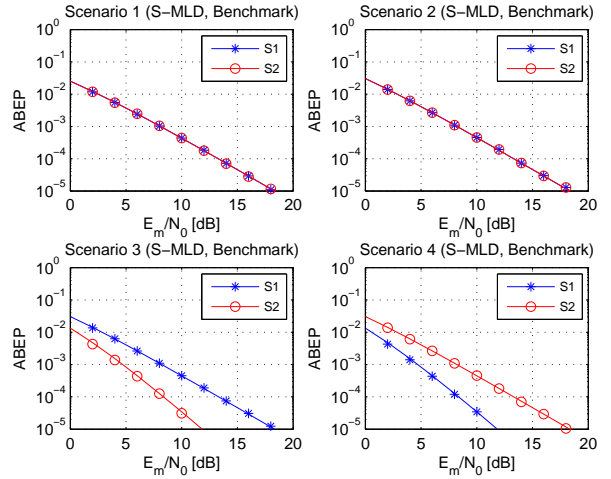 Scenario 1 (S−MLD, Benchmark)
10^0
10^−1
10^−2
10^−3
10^−4
10^−5
ABEP
0 5 10 15 20
E_m/N_0 [dB]
S1
S2
Scenario 2 (S−MLD, Benchmark)
10^0
10^−1
10^−2
10^−3
10^−4
10^−5
ABEP
0 5 10 15 20
E_m/N_0 [dB]
S1
S2
Scenario 3 (S−MLD, Benchmark)
10^0
10^−1
10^−2
10^−3
10^−4
10^−5
ABEP
0 5 10 15 20
E_m/N_0 [dB]
S1
S2
Scenario 4 (S−MLD, Benchmark)
10^0
10^−1
10^−2
10^−3
10^−4
10^−5
ABEP
0 5 10 15 20
E_m/N_0 [dB]
S1
S2